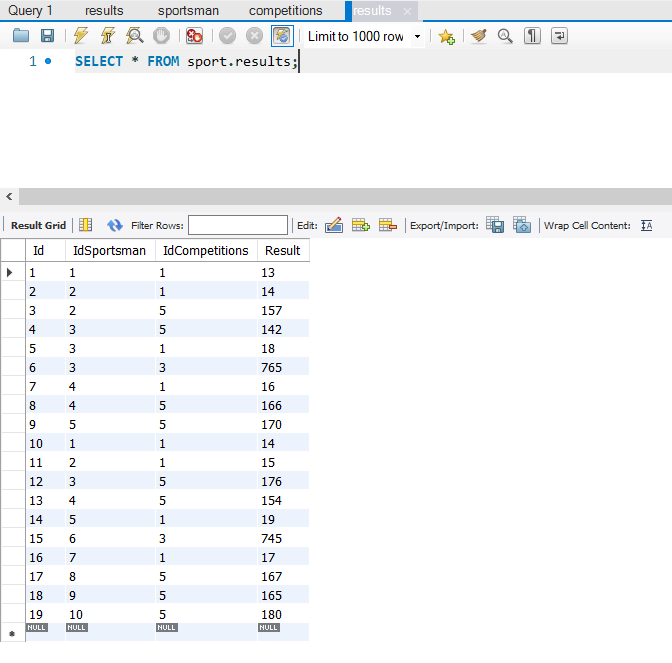 Query 1 results sportsman competitions results
Limit to 1000 row
1 SELECT * FROM sport.results;
Result Grid Filter Rows: Edit: Export/Import: Wrap Cell Content:
Id IdSportsman IdCompetitions Result
1 1 1 13
2 2 1 14
3 2 5 157
4 3 5 142
5 3 1 18
6 3 3 765
7 4 1 16
8 4 5 166
9 5 5 170
10 1 1 14
11 2 1 15
12 3 5 176
13 4 5 154
14 5 1 19
15 6 3 745
16 7 1 17
17 8 5 167
18 9 5 165
19 10 5 180
NULL NULL NULL NULL